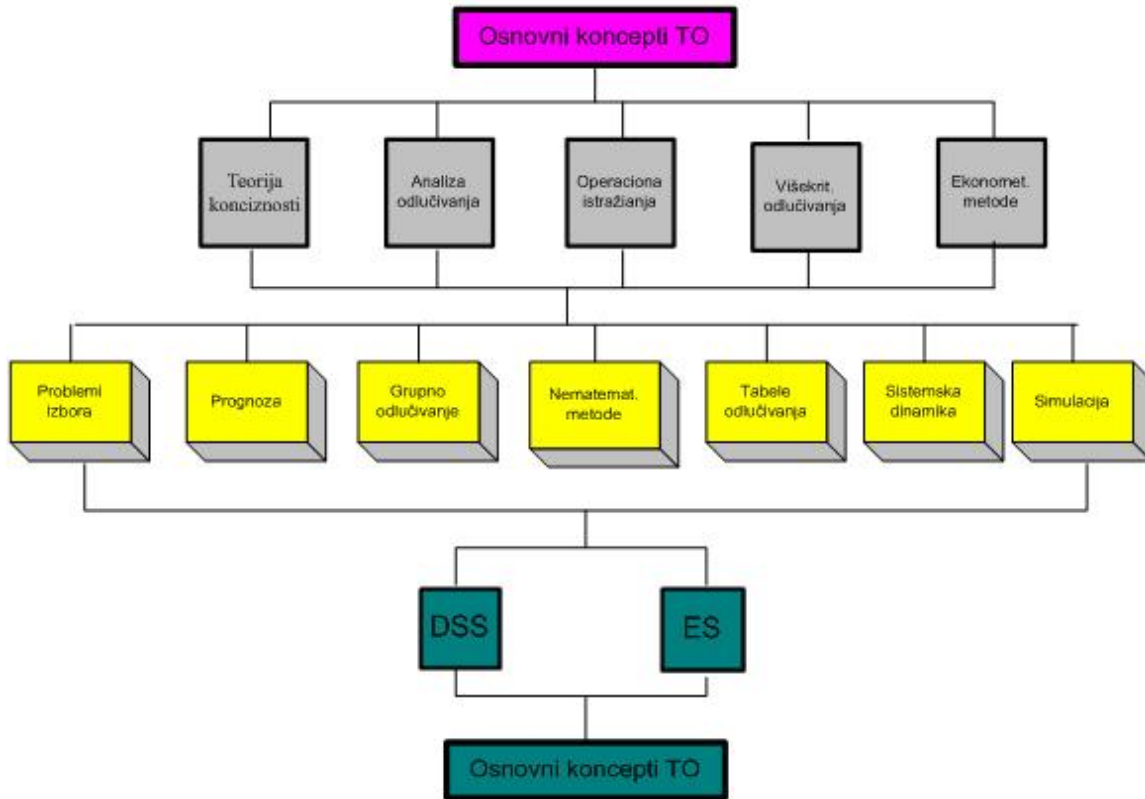 Osnovni koncepti TO
Teorija
konciznosti
Analiza
odlučivanja
Operaciona
istražianja
Višekrit.
odlučivanja
Ekonomet.
metode
Problemi
izbora
Prognoza
Grupno
odlučivanje
Nematemat.
metode
Tabele
odlučivanja
Sistemska
dinamika
Simulacija
DSS
ES
Osnovni koncepti TO